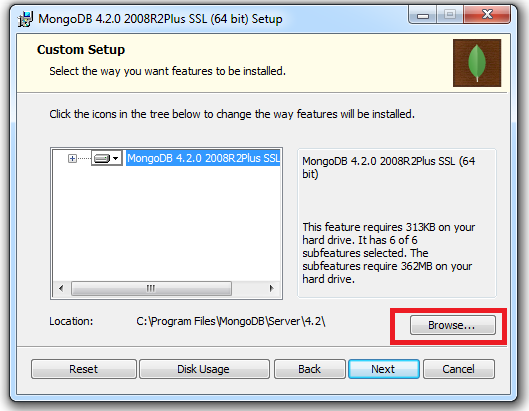 MongoDB 4.2.0 2008R2Plus SSL (64 bit) Setup
Custom Setup
Select the way you want features to be installed.
Click the icons in the tree below to change the way features will be installed.
MongoDB 4.2.0 2008R2Plus SSL
MongoDB 4.2.0 2008R2Plus SSL (64
bit)
This feature requires 313KB on your
hard drive. It has 6 of 6
subfeatures selected. The
subfeatures require 362MB on your
hard drive.
Location: C:\Program Files\MongoDB\Server\4.2\
Browse...
Reset Disk Usage Back Next Cancel